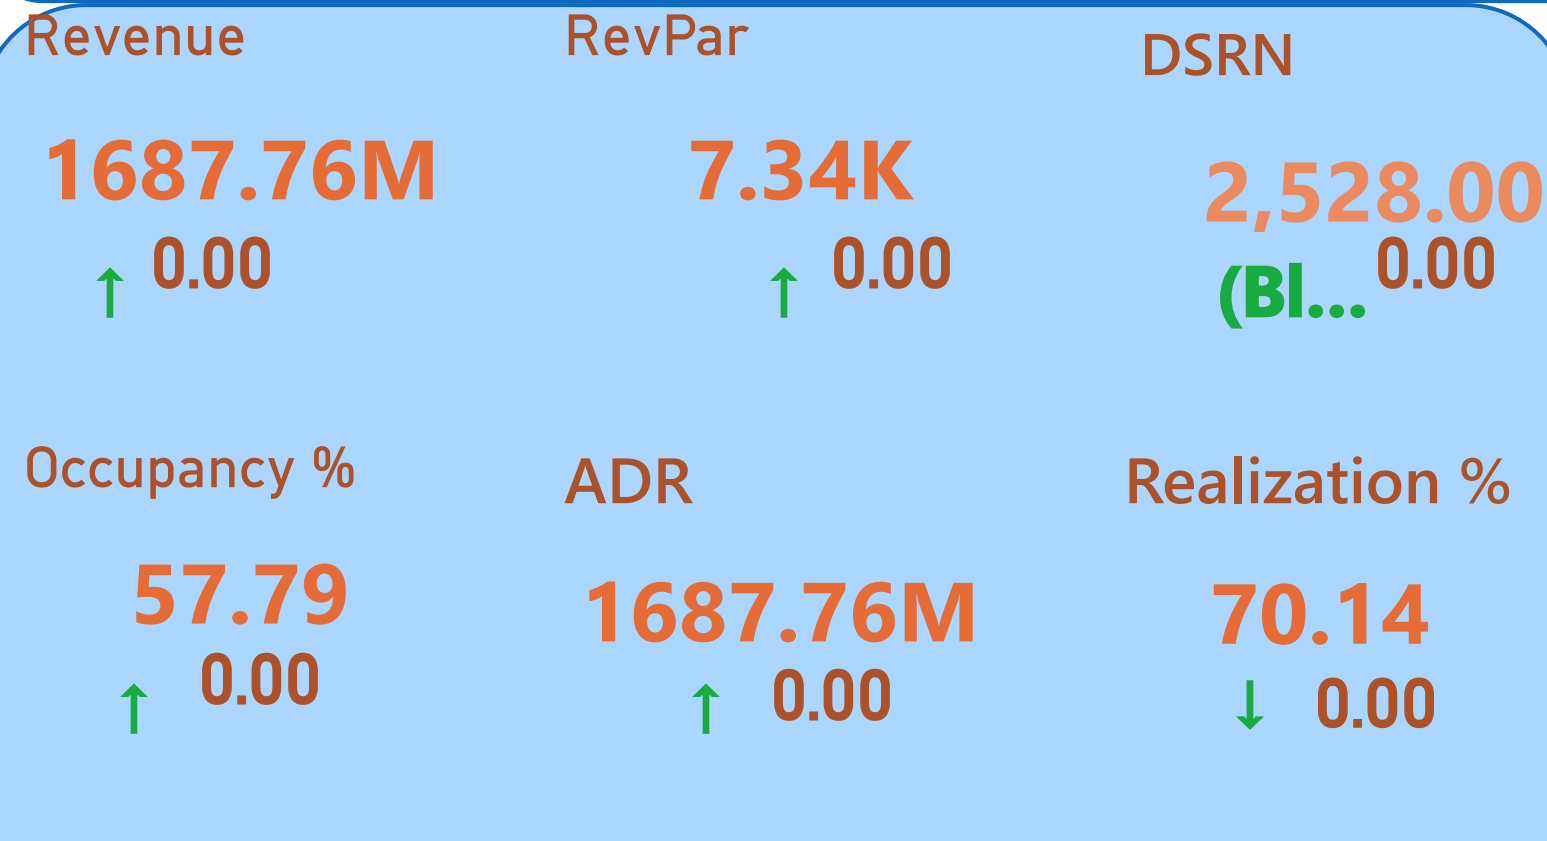 Revenue
RevPar
DSRN
1687.76M
7.34K
2,528.00
↑ 0.00
↑ 0.00
(Bl... 0.00
Occupancy %
ADR
Realization %
57.79
1687.76M
70.14
↑ 0.00
↑ 0.00
↓ 0.00